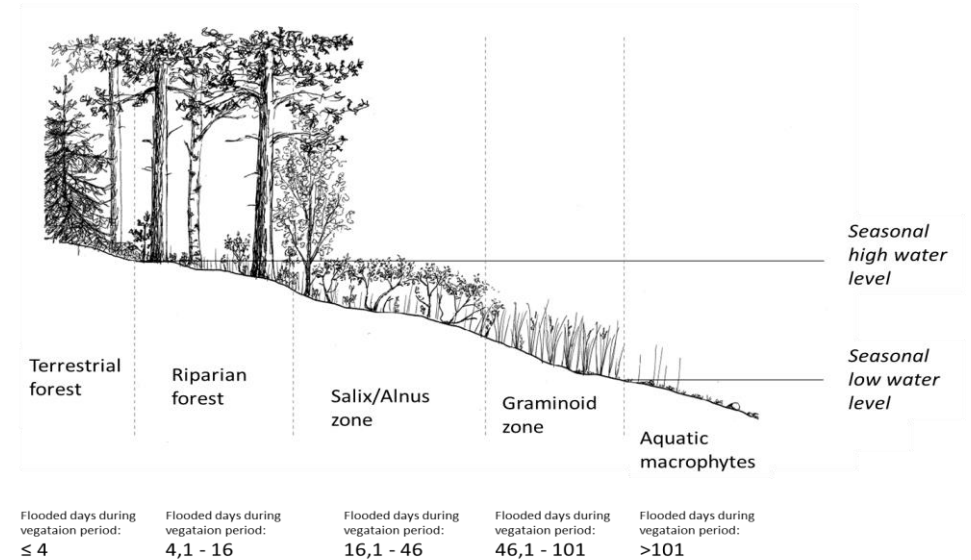 Seasonal
high water
level
Seasonal
low water
level
Terrestrial
forest
Riparian
forest
Salix/Alnus
zone
Graminoid
zone
Aquatic
macrophytes
Flooded days during
vegataion period:
≤ 4
Flooded days during
vegataion period:
4,1 - 16
Flooded days during
vegataion period:
16,1 - 46
Flooded days during
vegataion period:
46,1 - 101
Flooded days during
vegataion period:
>101